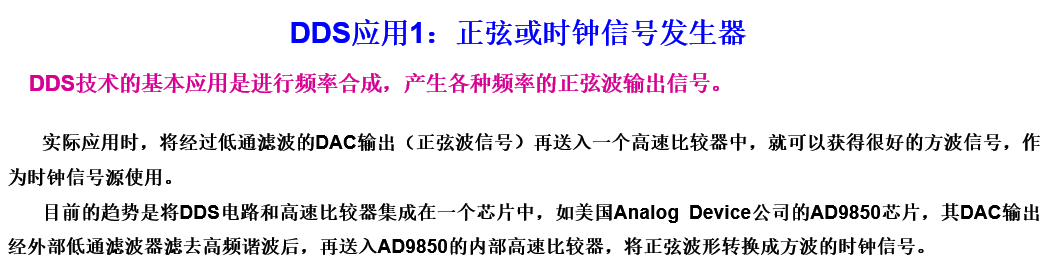 DDS应用1：正弦或时钟信号发生器
DDS技术的基本应用是进行频率合成，产生各种频率的正弦波输出信号。
实际应用时，将经过低通滤波的DAC输出（正弦波信号）再送入一个高速比较器中，就可以获得很好的方波信号，作
为时钟信号源使用。
目前的趋势是将DDS电路和高速比较器集成在一个芯片中，如美国Analog Device公司的AD9850芯片，其DAC输出
经外部低通滤波器滤去高频谐波后，再送入AD9850的内部高速比较器，将正弦波形转换成方波的时钟信号。